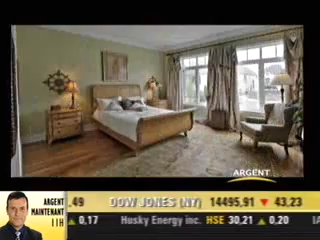 ARGENT
ARGENT
MAINTENANT
11H
,49 DOW JONES (NY) 14495,91 ▼ 43,23
▲ 0,17 Husky Energy inc. HSE 30,21 ▲ 0,20 IA